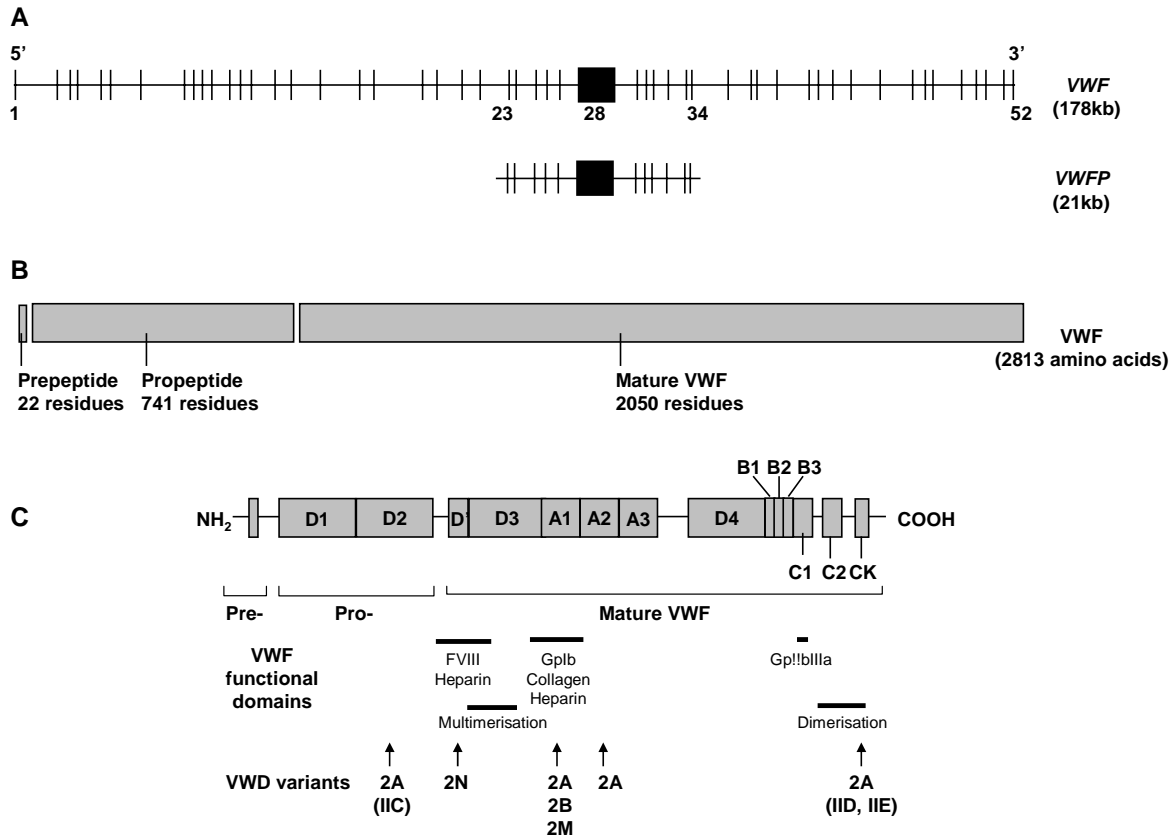 A
5’ 3’
VWF
1 23 28 34 52 (178kb)
VWFP
(21kb)
B
VWF
(2813 amino acids)
Prepeptide Propeptide Mature VWF
22 residues 741 residues 2050 residues
B1 B2 B3
C
NH2 D1 D2 D' D3 A1 A2 A3 D4 COOH
C1 C2 CK
Pre- Pro- Mature VWF
VWF FVIII GpIb Gp!!bIIIa
functional Heparin Collagen
domains Heparin
Multimerisation Dimerisation
VWD variants 2A 2N 2A 2A 2A
(IIC) 2B (IID, IIE)
2M